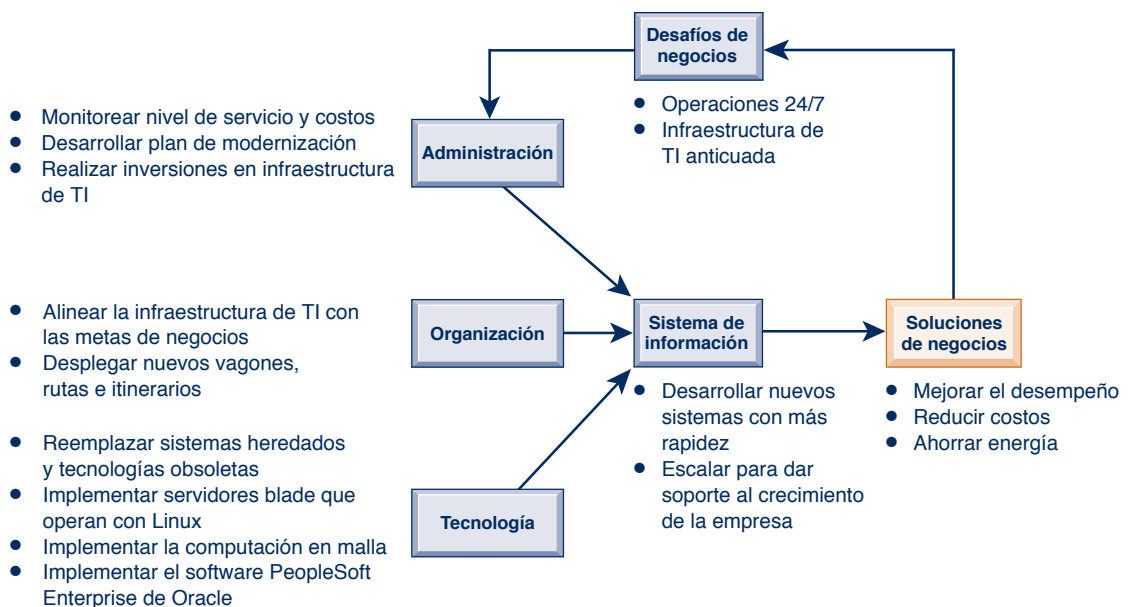 Desafíos de
negocios
● Operaciones 24/7
● Infraestructura de
TI anticuada
● Monitorear nivel de servicio y costos
● Desarrollar plan de modernización
● Realizar inversiones en infraestructura
de TI
Administración
● Alinear la infraestructura de TI con
las metas de negocios
● Desplegar nuevos vagones,
rutas e itinerarios
Organización
Sistema de
información
● Desarrollar nuevos
sistemas con más
rapidez
● Escalar para dar
soporte al crecimiento
de la empresa
Soluciones
de negocios
● Mejorar el desempeño
● Reducir costos
● Ahorrar energía
● Reemplazar sistemas heredados
y tecnologías obsoletas
● Implementar servidores blade que
operan con Linux
● Implementar la computación en malla
● Implementar el software PeopleSoft
Enterprise de Oracle
Tecnología